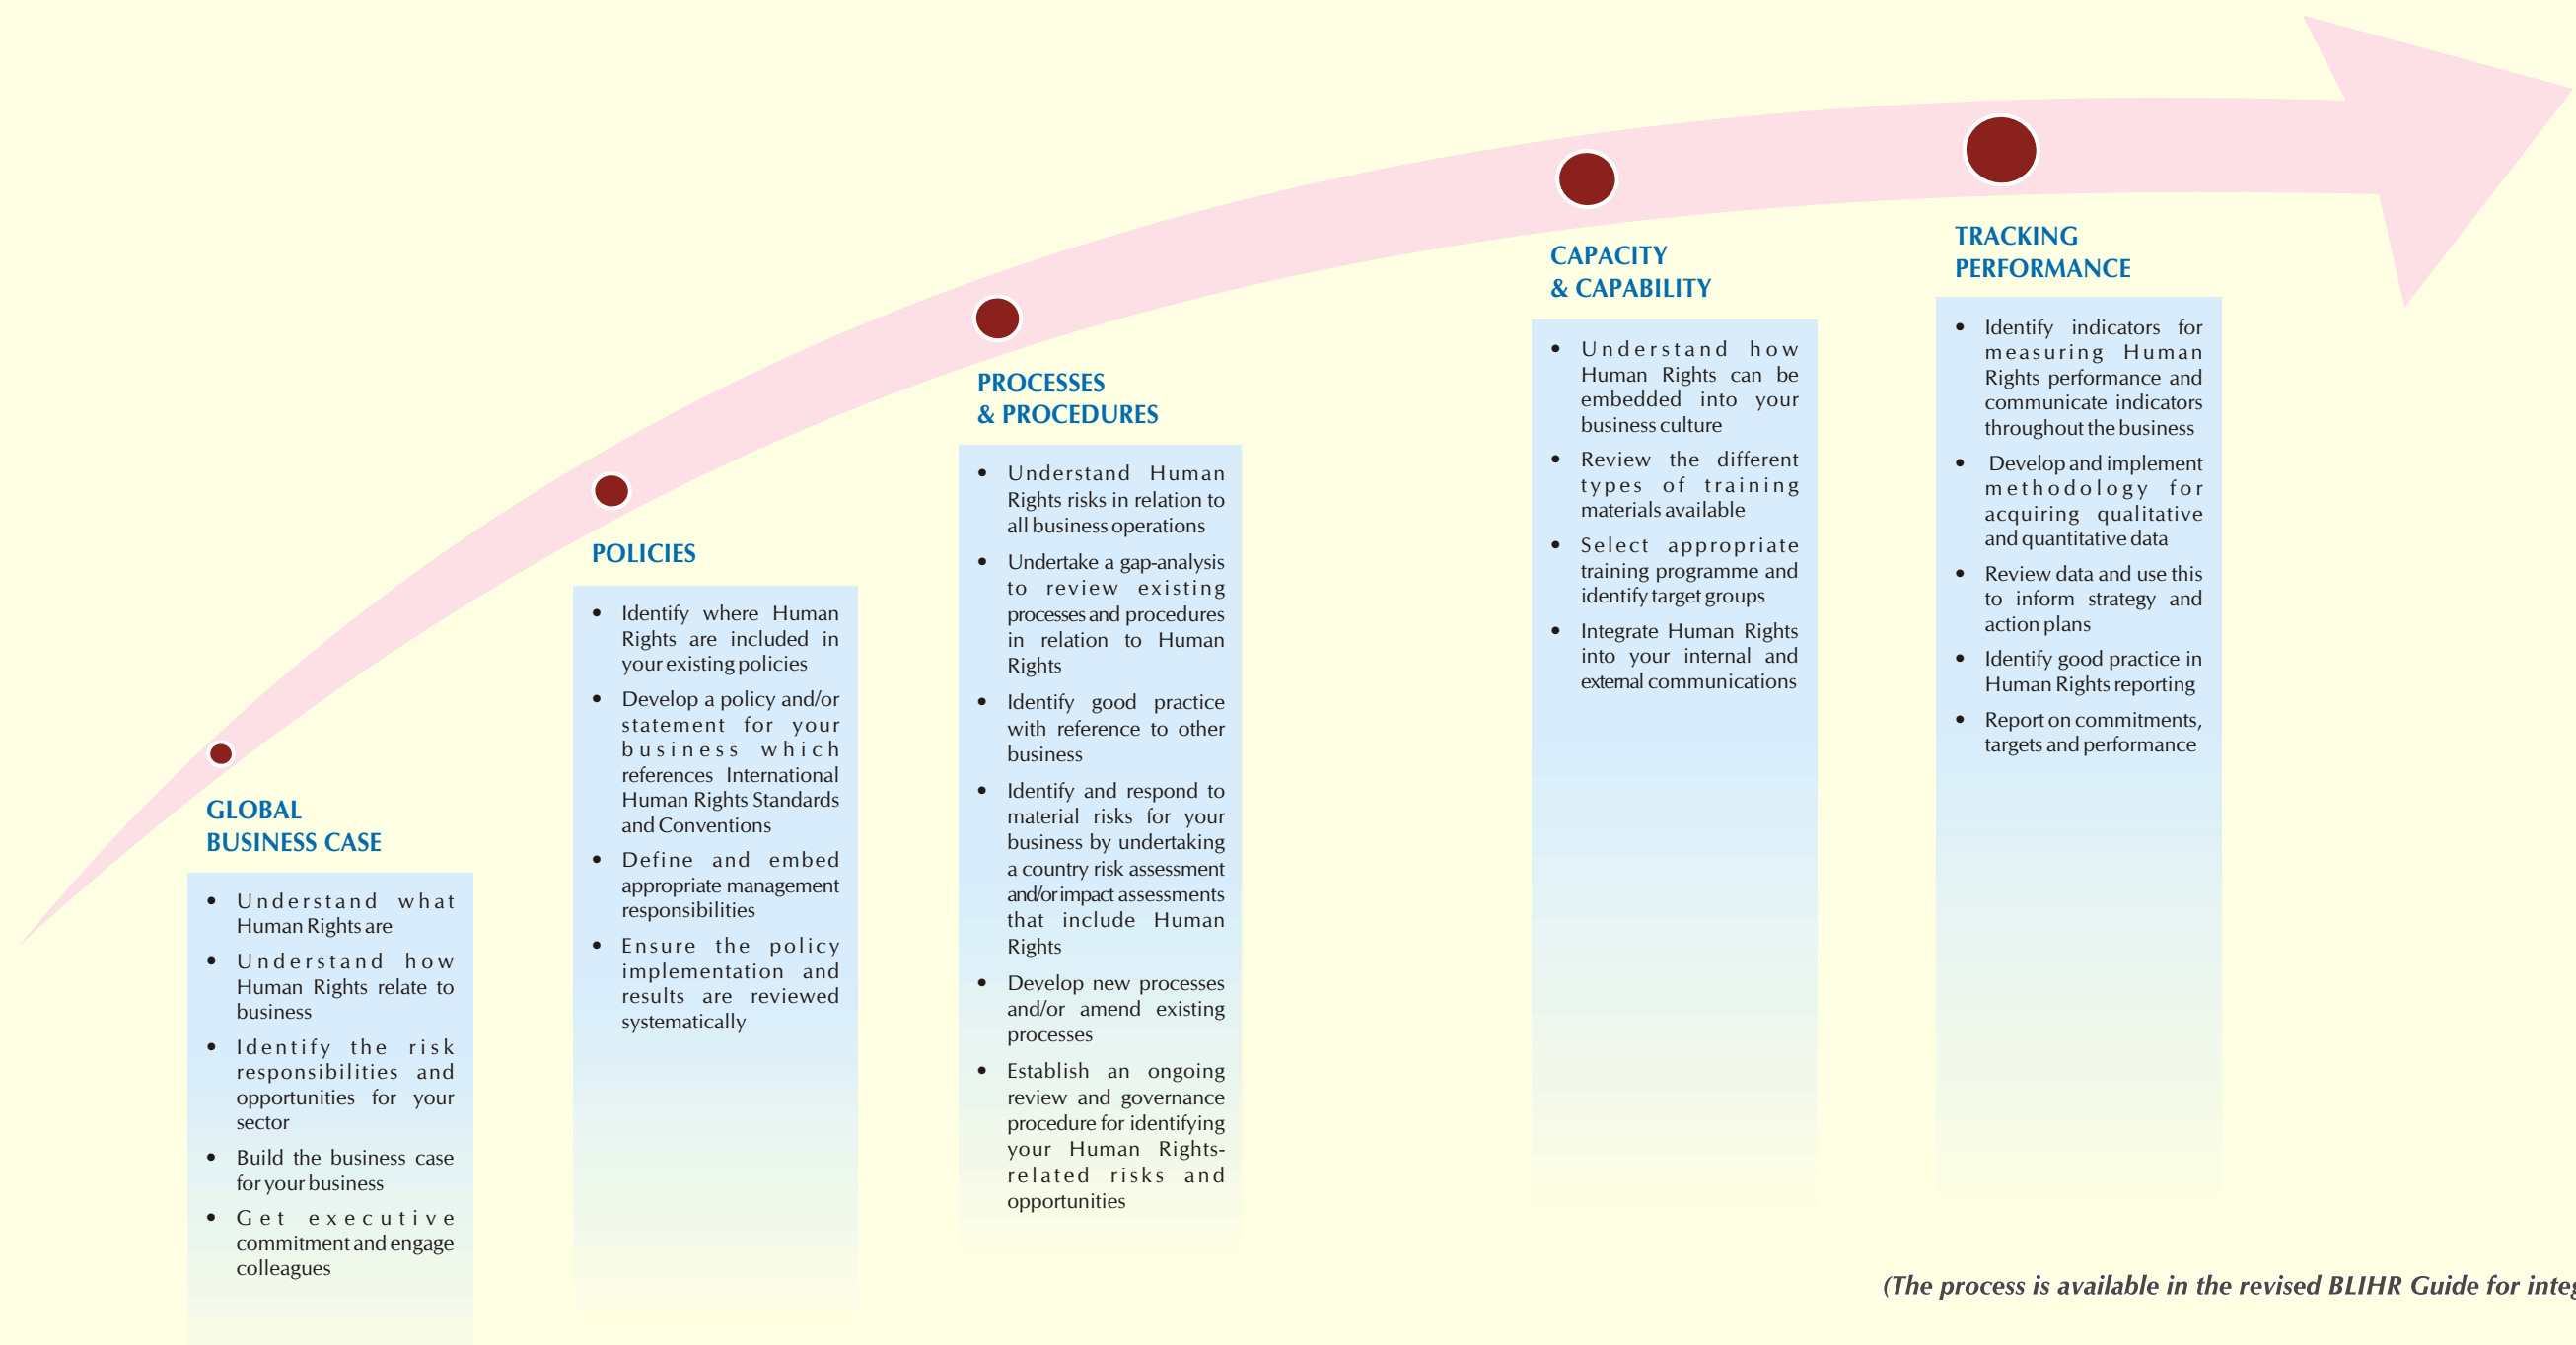 GLOBAL
BUSINESS CASE
• Understand what
Human Rights are
• Understand how
Human Rights relate to
business
• Identify the risk
responsibilities and
opportunities for your
sector
• Build the business case
for your business
• Get executive
commitment and engage
colleagues
POLICIES
• Identify where Human
Rights are included in
your existing policies
• Develop a policy and/or
statement for your
business which
references International
Human Rights Standards
and Conventions
• Define and embed
appropriate management
responsibilities
• Ensure the policy
implementation and
results are reviewed
systematically
PROCESSES
& PROCEDURES
• Understand Human
Rights risks in relation to
all business operations
• Undertake a gap-analysis
to review existing
processes and procedures
in relation to Human
Rights
• Identify good practice
with reference to other
business
• Identify and respond to
material risks for your
business by undertaking
a country risk assessment
and/or impact assessments
that include Human
Rights
• Develop new processes
and/or amend existing
processes
• Establish an ongoing
review and governance
procedure for identifying
your Human Rights-
related risks and
opportunities
CAPACITY
& CAPABILITY
• Understand how
Human Rights can be
embedded into your
business culture
• Review the different
types of training
materials available
• Select appropriate
training programme and
identify target groups
• Integrate Human Rights
into your internal and
external communications
TRACKING
PERFORMANCE
• Identify indicators for
measuring Human
Rights performance and
communicate indicators
throughout the business
• Develop and implement
methodology for
acquiring qualitative
and quantitative data
• Review data and use this
to inform strategy and
action plans
• Identify good practice in
Human Rights reporting
• Report on commitments,
targets and performance
(The process is available in the revised BLIHR Guide for